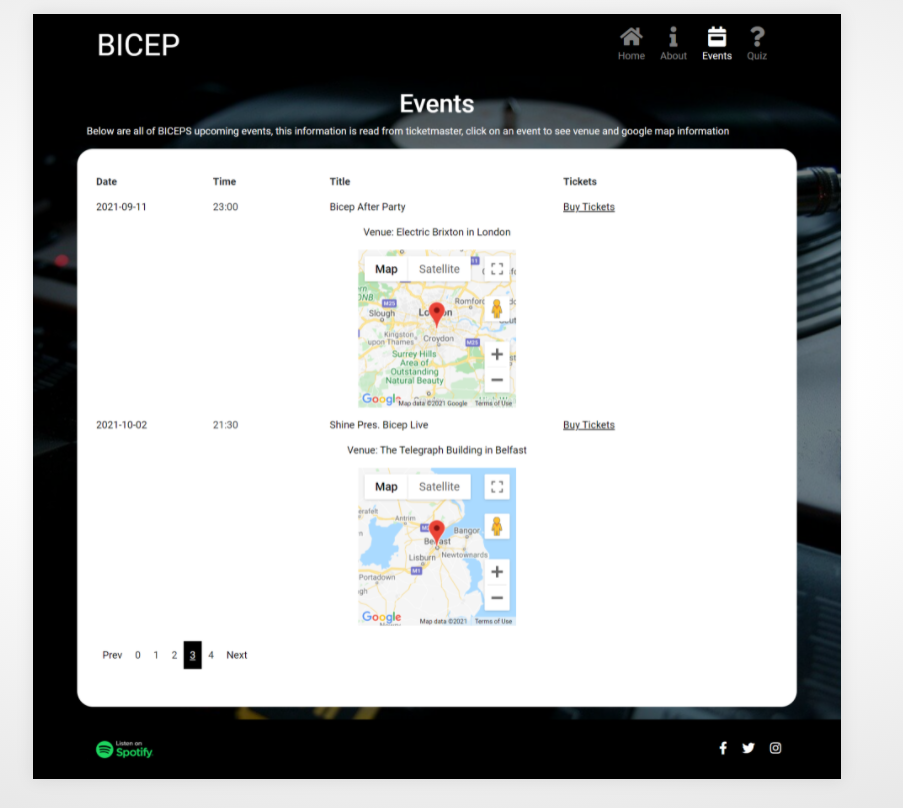 BICEP
Home About Events Quiz
Events
Below are all of BICEPS upcoming events, this information is read from ticketmaster, click on an event to see venue and google map information
Date Time Title Tickets
2021-09-11 23:00 Bicep After Party Buy Tickets
Venue: Electric Brixton in London
Map Satellite
M25 Romford
Slough
Kingston upon Thames Croydon M25
Surrey Hills
Area of
Outstanding
Natural Beauty
Google Map data ©2021 Google Terms of Use
2021-10-02 21:30 Shine Pres. Bicep Live Buy Tickets
Venue: The Telegraph Building in Belfast
Map Satellite
Antrim
Bangor
Belfast
Lisburn Newtownards
M1
Portadown
Google Map data ©2021 Terms of Use
Prev 0 1 2 3 4 Next
Listen on
Spotify